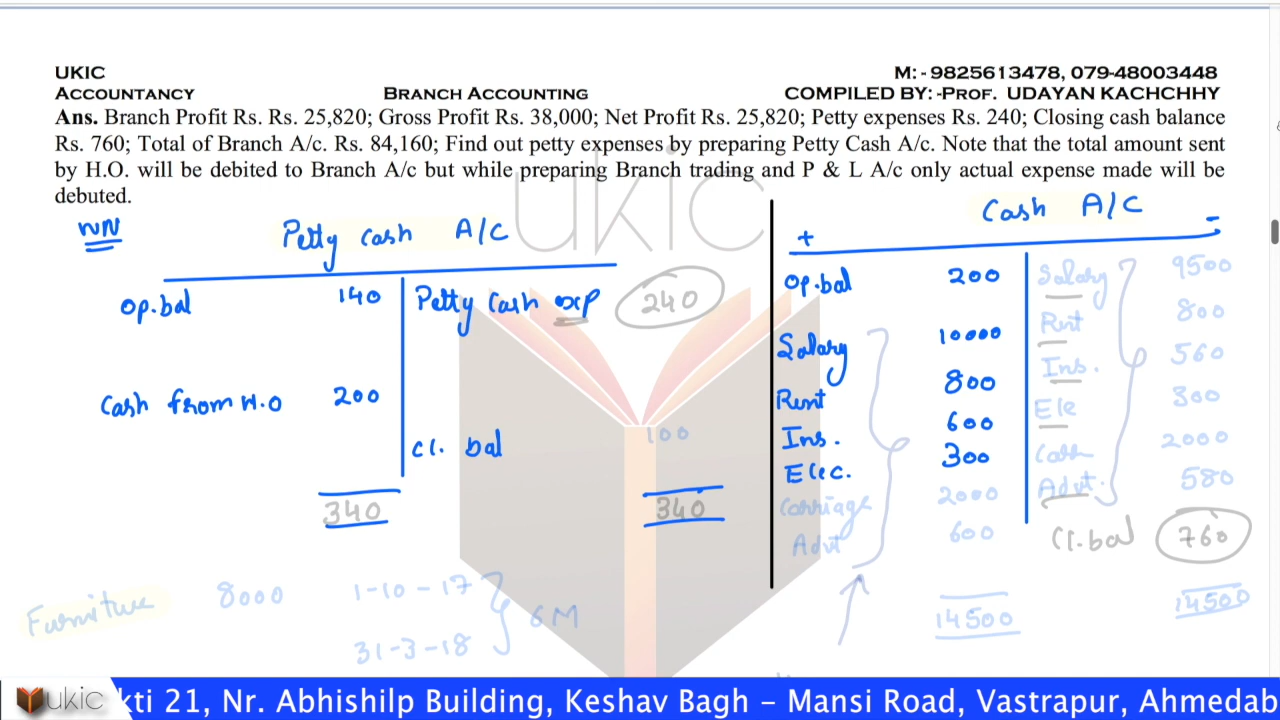 UKIC
M: - 9825613478, 079-48003448
ACCOUNTANCY BRANCH ACCOUNTING COMPILED BY: -PROF. UDAYAN KACHCHHY
Ans. Branch Profit Rs. Rs. 25,820; Gross Profit Rs. 38,000; Net Profit Rs. 25,820; Petty expenses Rs. 240; Closing cash balance
Rs. 760; Total of Branch A/c. Rs. 84,160; Find out petty expenses by preparing Petty Cash A/c. Note that the total amount sent
by H.O. will be debited to Branch A/c but while preparing Branch trading and P & L A/c only actual expense made will be
debuted.
ukic
WN
Petty cash A/C
op.bal 140 Petty cash exp 240
Cash from H.O 200
cl. bal 100
340 340
Furniture 8000 1-10-17 6M
31-3-18
Cash A/C
+ -
op.bal 200 Salary 9500
Salary 10000 Rent 800
Rent 800 Ins. 560
Ins. 600 Ele 300
Elec. 300 Cash 2000
Carriage 2000 Advt. 580
Advt 600 Cl.bal 760
14500 14500
ukic
kti 21, Nr. Abhishilp Building, Keshav Bagh – Mansi Road, Vastrapur, Ahmedab